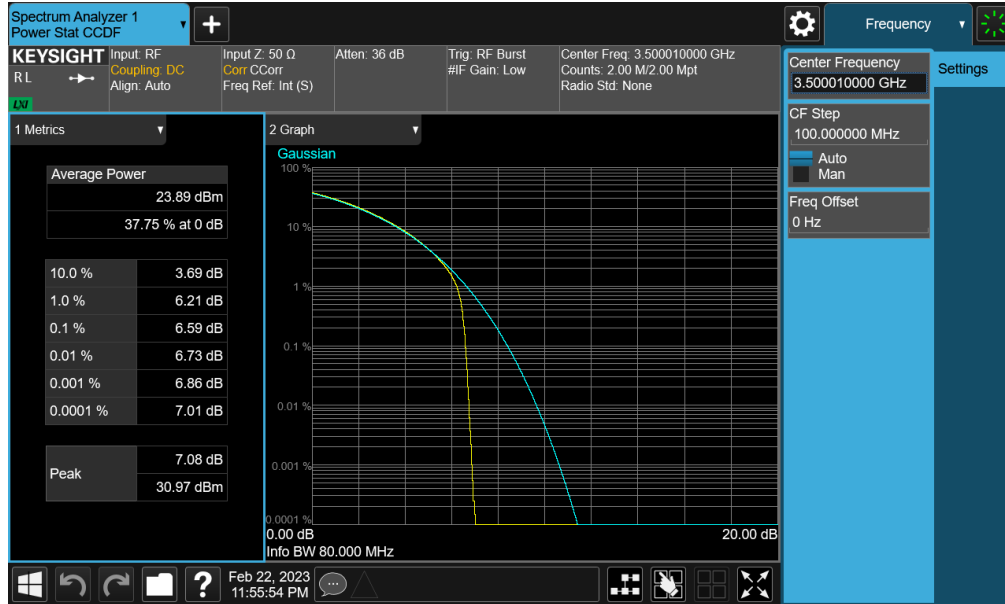 Spectrum Analyzer 1
Power Stat CCDF
Frequency
KEYSIGHT
R L
LXI
Input: RF
Coupling: DC
Align: Auto
Input Z: 50 Ω
Corr CCorr
Freq Ref: Int (S)
Atten: 36 dB
Trig: RF Burst
#IF Gain: Low
Center Freq: 3.500010000 GHz
Counts: 2.00 M/2.00 Mpt
Radio Std: None
Center Frequency
3.500010000 GHz
Settings
CF Step
100.000000 MHz
Auto
Man
Freq Offset
0 Hz
1 Metrics
Average Power
23.89 dBm
37.75 % at 0 dB
10.0 % 3.69 dB
1.0 % 6.21 dB
0.1 % 6.59 dB
0.01 % 6.73 dB
0.001 % 6.86 dB
0.0001 % 7.01 dB
Peak
7.08 dB
30.97 dBm
2 Graph
Gaussian
100 %
10 %
1 %
0.1 %
0.01 %
0.001 %
0.0001 %
0.00 dB 20.00 dB
Info BW 80.000 MHz
?
Feb 22, 2023
11:55:54 PM